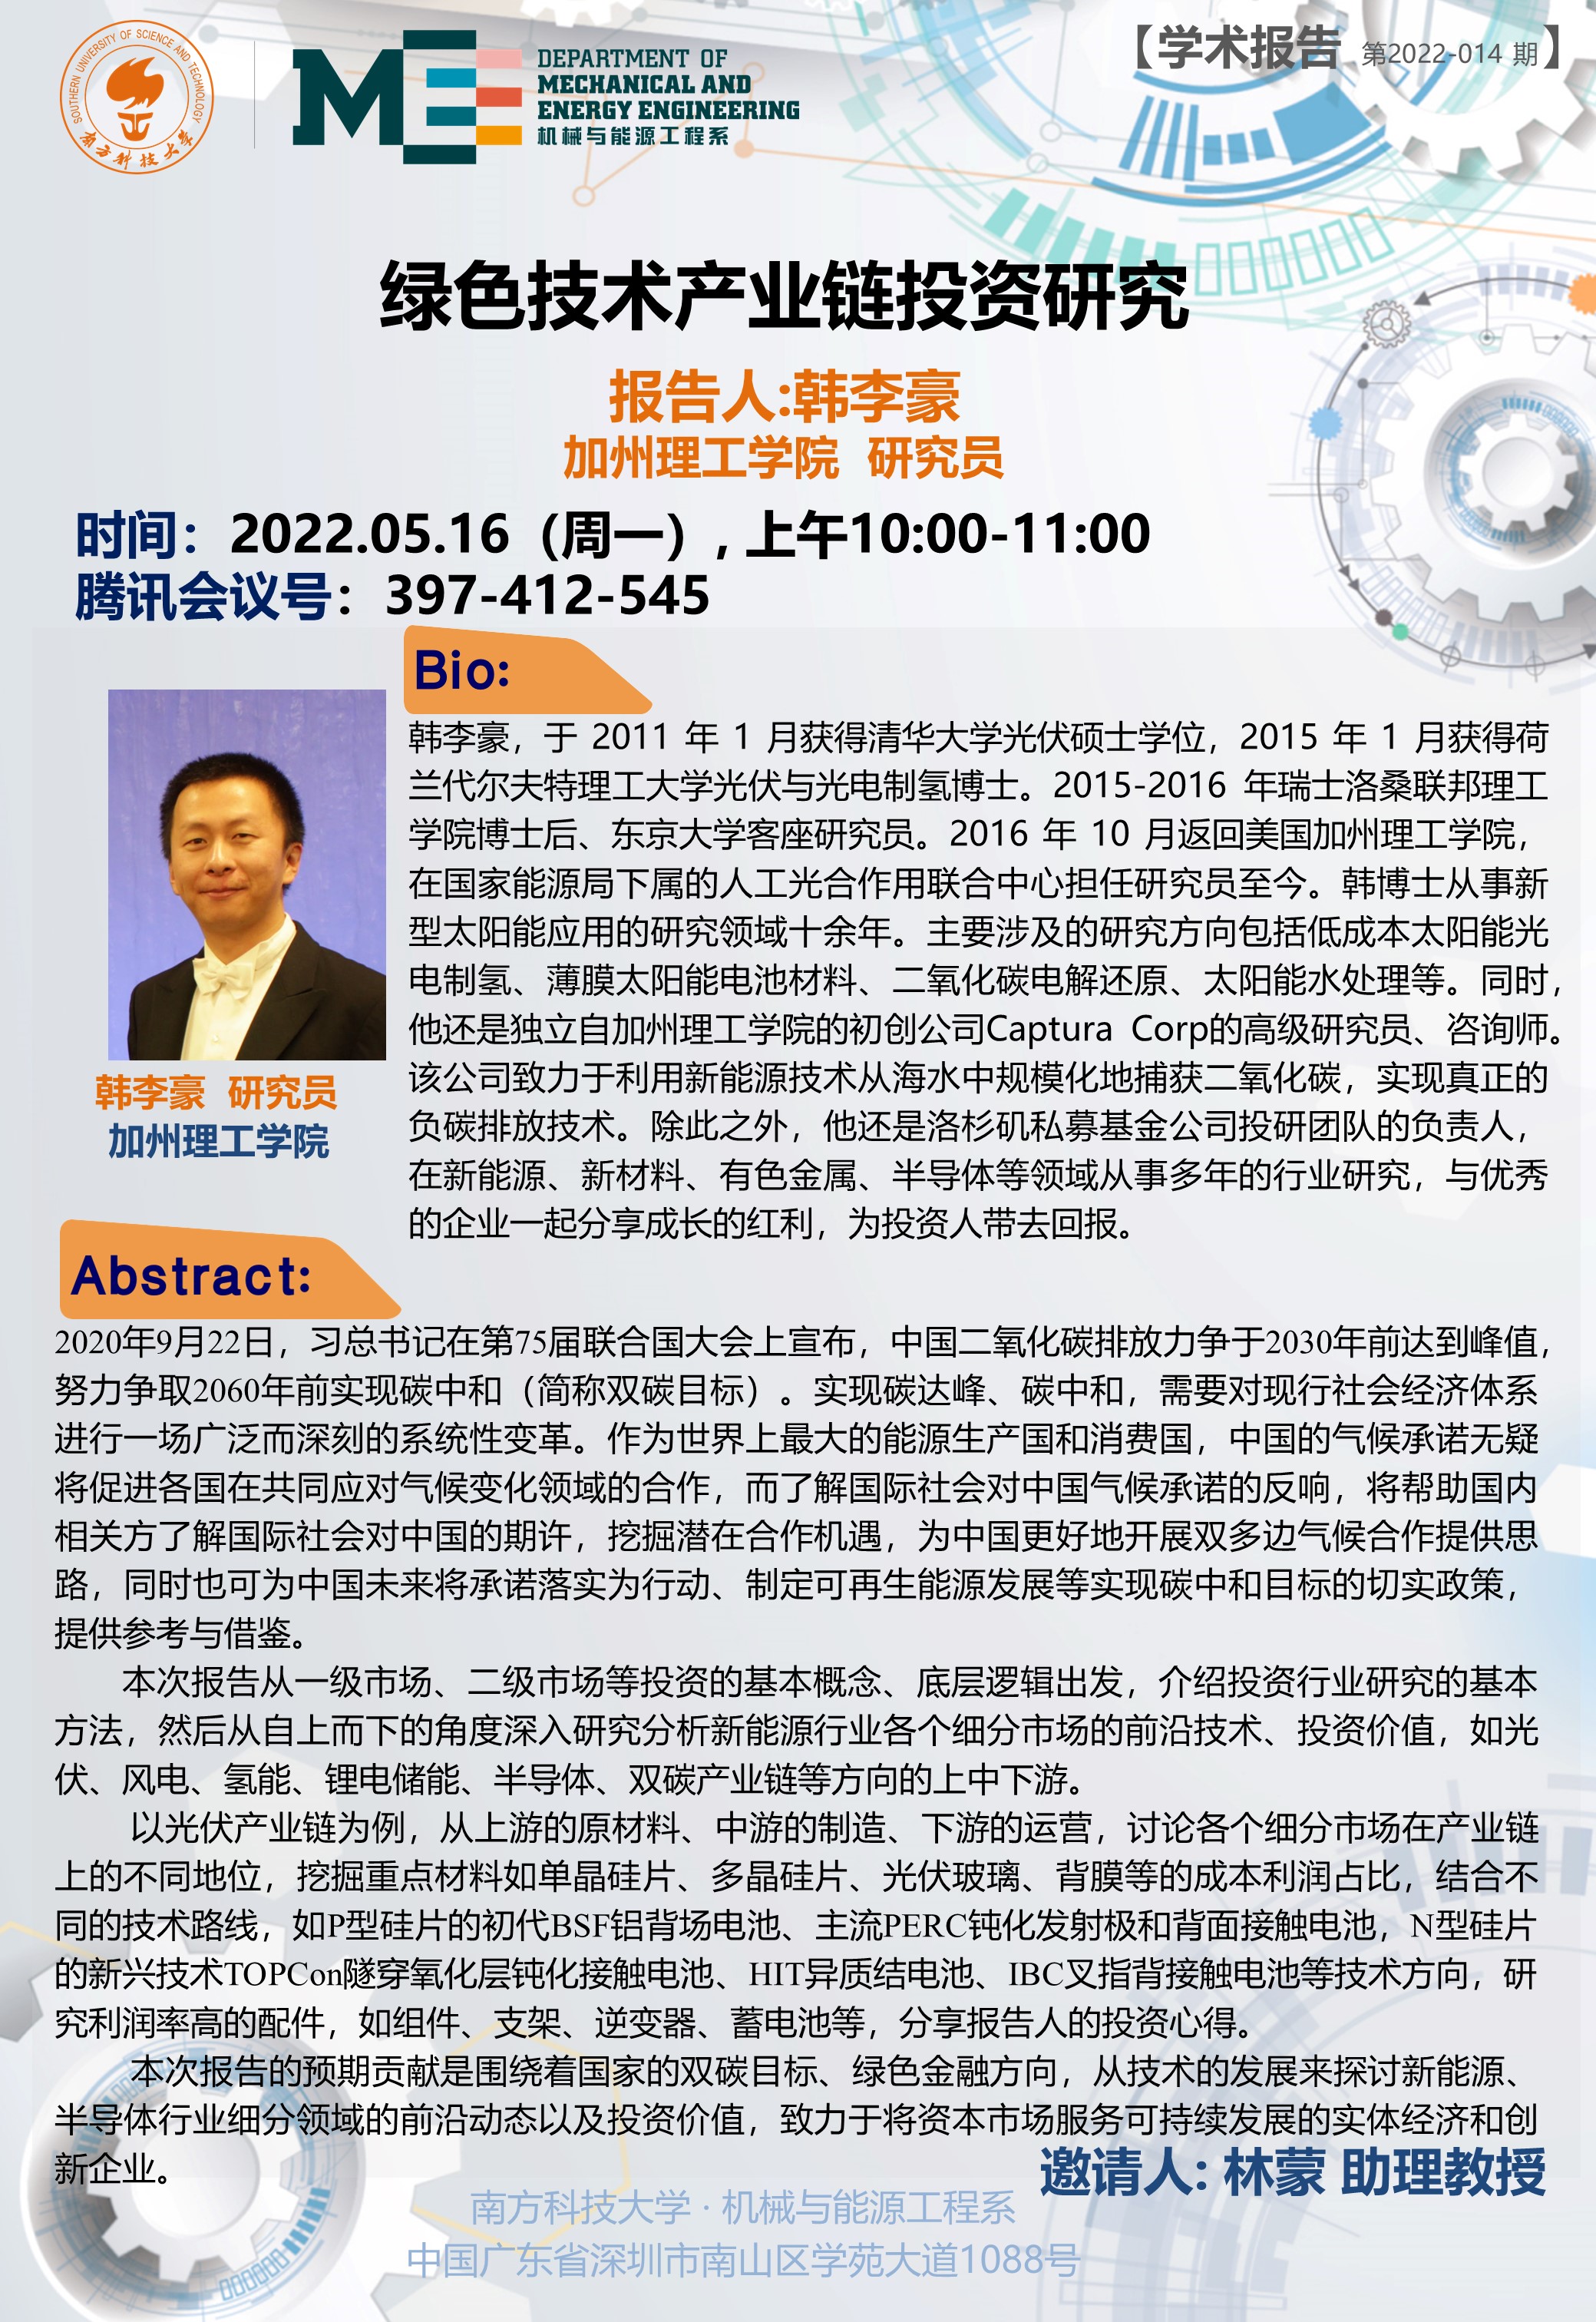 SOUTHERN UNIVERSITY OF SCIENCE AND TECHNOLOGY
南方科技大学
MEE
DEPARTMENT OF
MECHANICAL AND
ENERGY ENGINEERING
机械与能源工程系
【学术报告 第2022-014 期】
绿色技术产业链投资研究
报告人:韩李豪
加州理工学院 研究员
时间：2022.05.16（周一）, 上午10:00-11:00
腾讯会议号：397-412-545
Bio:
韩李豪，于 2011 年 1 月获得清华大学光伏硕士学位，2015 年 1 月获得荷
兰代尔夫特理工大学光伏与光电制氢博士。2015-2016 年瑞士洛桑联邦理工
学院博士后、东京大学客座研究员。2016 年 10 月返回美国加州理工学院，
在国家能源局下属的人工光合作用联合中心担任研究员至今。韩博士从事新
型太阳能应用的研究领域十余年。主要涉及的研究方向包括低成本太阳能光
电制氢、薄膜太阳能电池材料、二氧化碳电解还原、太阳能水处理等。同时，
他还是独立自加州理工学院的初创公司Captura Corp的高级研究员、咨询师。
该公司致力于利用新能源技术从海水中规模化地捕获二氧化碳，实现真正的
负碳排放技术。除此之外，他还是洛杉矶私募基金公司投研团队的负责人，
在新能源、新材料、有色金属、半导体等领域从事多年的行业研究，与优秀
的企业一起分享成长的红利，为投资人带去回报。
韩李豪 研究员
加州理工学院
Abstract:
2020年9月22日，习总书记在第75届联合国大会上宣布，中国二氧化碳排放力争于2030年前达到峰值，
努力争取2060年前实现碳中和（简称双碳目标）。实现碳达峰、碳中和，需要对现行社会经济体系
进行一场广泛而深刻的系统性变革。作为世界上最大的能源生产国和消费国，中国的气候承诺无疑
将促进各国在共同应对气候变化领域的合作，而了解国际社会对中国气候承诺的反响，将帮助国内
相关方了解国际社会对中国的期许，挖掘潜在合作机遇，为中国更好地开展双多边气候合作提供思
路，同时也可为中国未来将承诺落实为行动、制定可再生能源发展等实现碳中和目标的切实政策，
提供参考与借鉴。
本次报告从一级市场、二级市场等投资的基本概念、底层逻辑出发，介绍投资行业研究的基本
方法，然后从自上而下的角度深入研究分析新能源行业各个细分市场的前沿技术、投资价值，如光
伏、风电、氢能、锂电储能、半导体、双碳产业链等方向的上中下游。
以光伏产业链为例，从上游的原材料、中游的制造、下游的运营，讨论各个细分市场在产业链
上的不同地位，挖掘重点材料如单晶硅片、多晶硅片、光伏玻璃、背膜等的成本利润占比，结合不
同的技术路线，如P型硅片的初代BSF铝背场电池、主流PERC钝化发射极和背面接触电池，N型硅片
的新兴技术TOPCon隧穿氧化层钝化接触电池、HIT异质结电池、IBC叉指背接触电池等技术方向，研
究利润率高的配件，如组件、支架、逆变器、蓄电池等，分享报告人的投资心得。
本次报告的预期贡献是围绕着国家的双碳目标、绿色金融方向，从技术的发展来探讨新能源、
半导体行业细分领域的前沿动态以及投资价值，致力于将资本市场服务可持续发展的实体经济和创
新企业。
邀请人: 林蒙 助理教授
南方科技大学 · 机械与能源工程系
中国广东省深圳市南山区学苑大道1088号